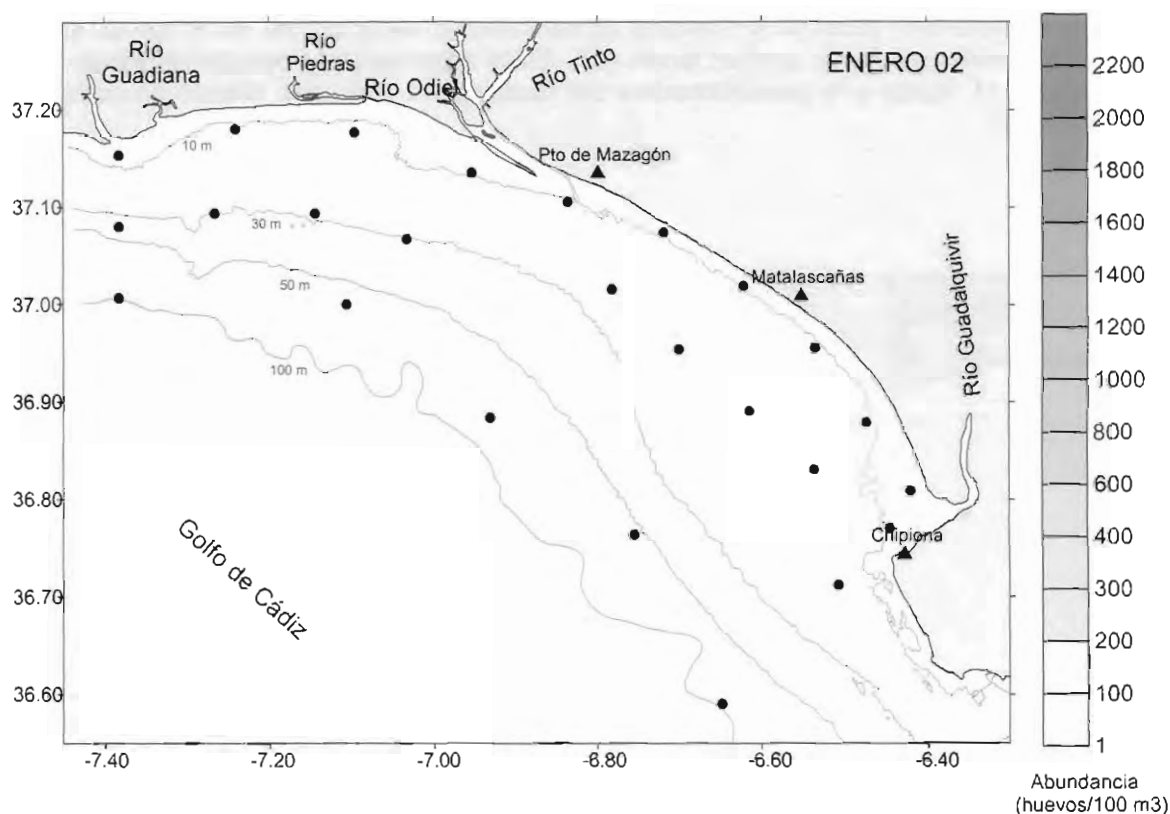 ENERO 02
Río
Guadiana
Río
Piedras
Río Odiel
Río Tinto
Pto de Mazagón
Matalascañas
Río Guadalquivir
Chipiona
Golfo de Cádiz
10 m
30 m
50 m
100 m
37.20
37.10
37.00
36.90
36.80
36.70
36.60
-7.40
-7.20
-7.00
-6.80
-6.60
-6.40
2200
2000
1800
1600
1400
1200
1000
800
600
400
300
200
100
1
Abundancia
(huevos/100 m3)